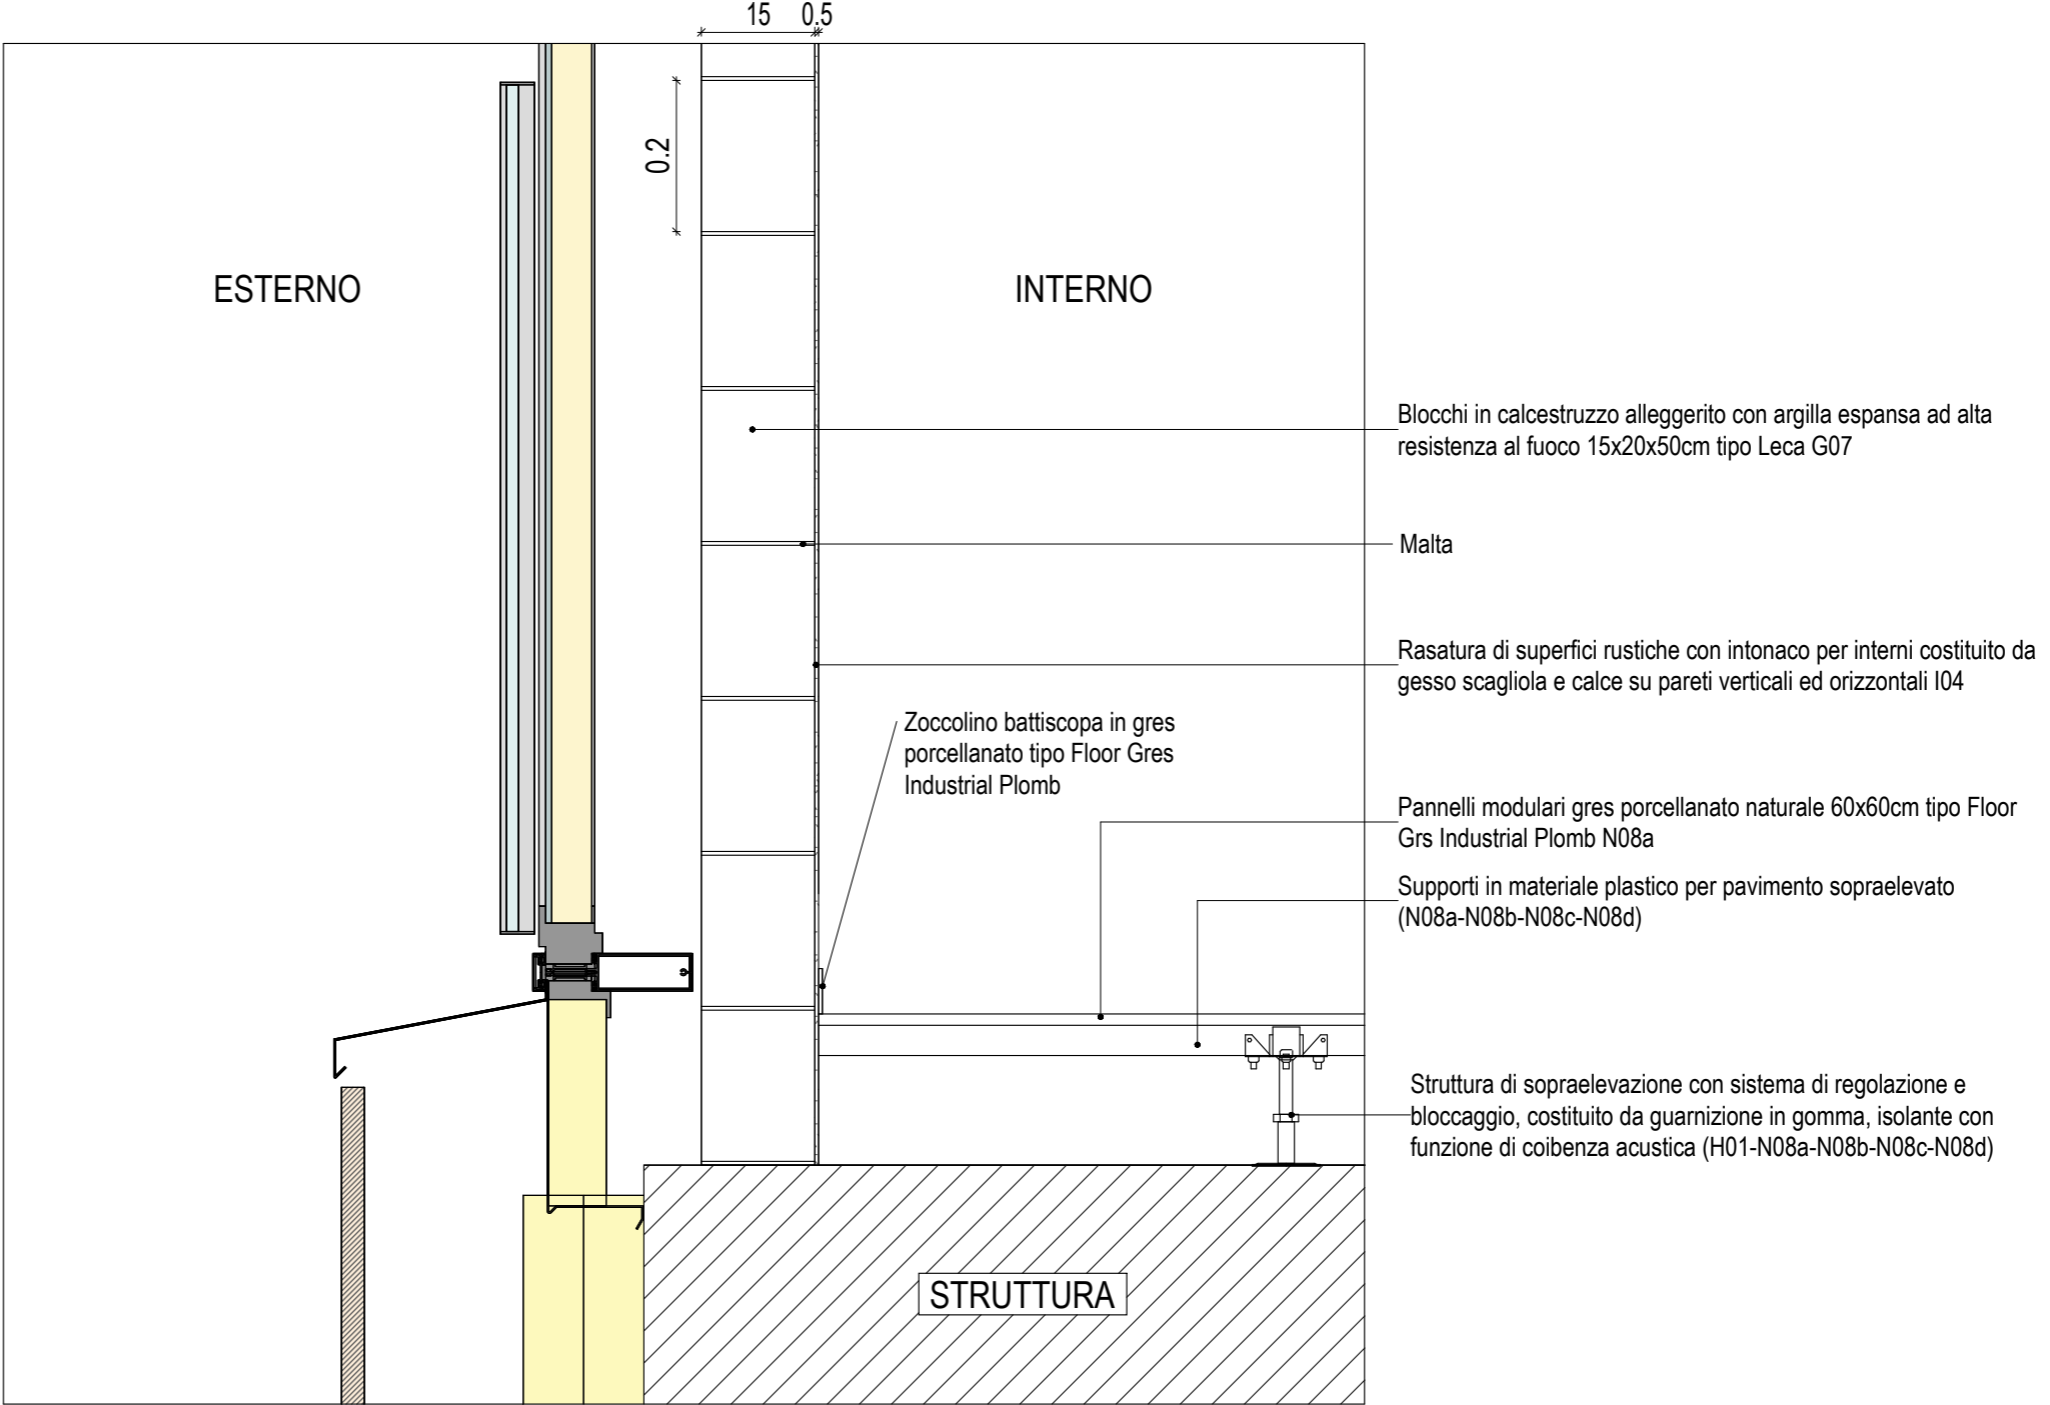 15 0.5
0.2
ESTERNO
INTERNO
Blocchi in calcestruzzo alleggerito con argilla espansa ad alta
resistenza al fuoco 15x20x50cm tipo Leca G07
Malta
Rasatura di superfici rustiche con intonaco per interni costituito da
gesso scagliola e calce su pareti verticali ed orizzontali I04
Zoccolino battiscopa in gres
porcellanato tipo Floor Gres
Industrial Plomb
Pannelli modulari gres porcellanato naturale 60x60cm tipo Floor
Grs Industrial Plomb N08a
Supporti in materiale plastico per pavimento sopraelevato
(N08a-N08b-N08c-N08d)
Struttura di sopraelevazione con sistema di regolazione e
bloccaggio, costituito da guarnizione in gomma, isolante con
funzione di coibenza acustica (H01-N08a-N08b-N08c-N08d)
STRUTTURA